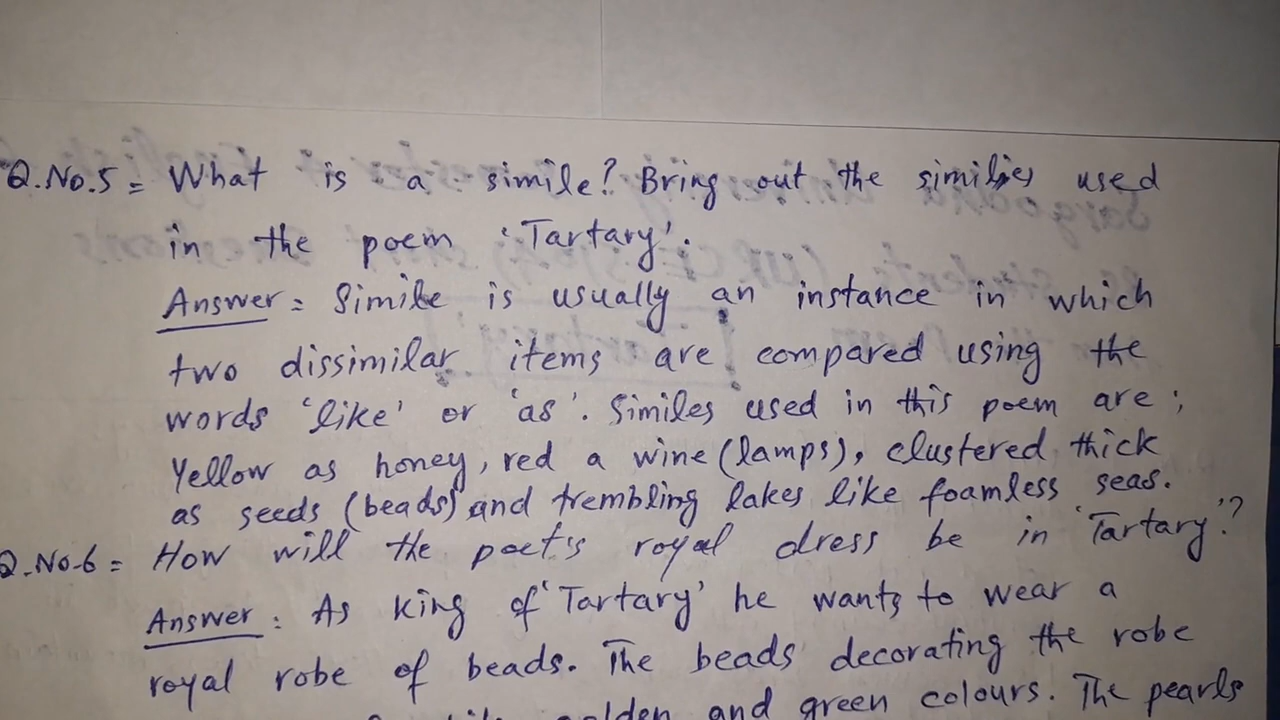 Q.No.5 = What is a simile? Bring out the similies used
in the poem 'Tartary'.
Answer = Simile is usually an instance in which
two dissimilar items are compared using the
words 'like' or 'as'. Similes used in this poem are ;
Yellow as honey, red a wine (lamps), clustered thick
as seeds (beads) and trembling lakes like foamless seas.
Q.No-6 = How will the poet's royal dress be in 'Tartary'?
Answer : As King of 'Tartary' he wants to wear a
royal robe of beads. The beads decorating the robe
golden and green colours. The pearls